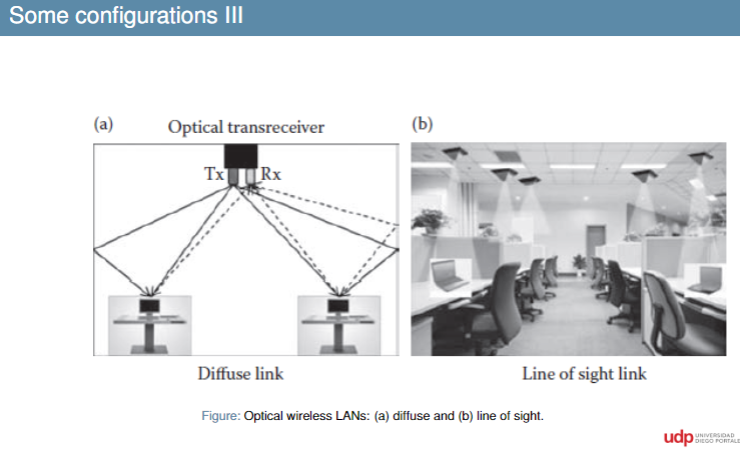 Some configurations III
(a)
Optical transreceiver
(b)
Tx
Rx
Diffuse link
Line of sight link
Figure: Optical wireless LANs: (a) diffuse and (b) line of sight.
udp UNIVERSIDAD
DIEGO PORTALES